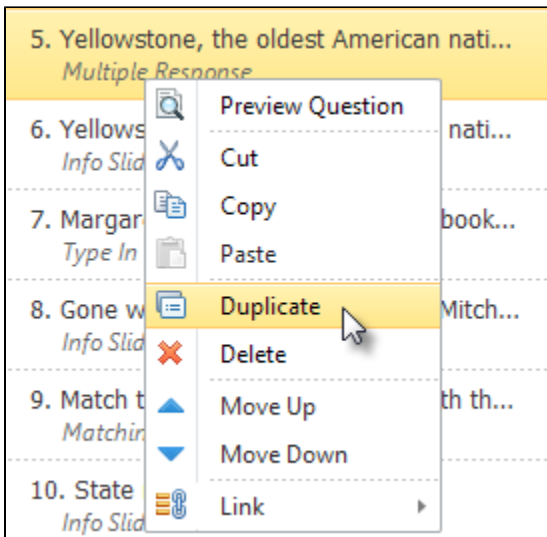 5. Yellowstone, the oldest American nati...
Multiple Response
Preview Question
6. Yellows nati...
Info Slid
Cut
Copy
7. Margar book...
Type In
Paste
Duplicate
8. Gone w Mitch...
Info Slid
Delete
9. Match t th th...
Matchin
Move Up
Move Down
10. State
Info Slid
Link